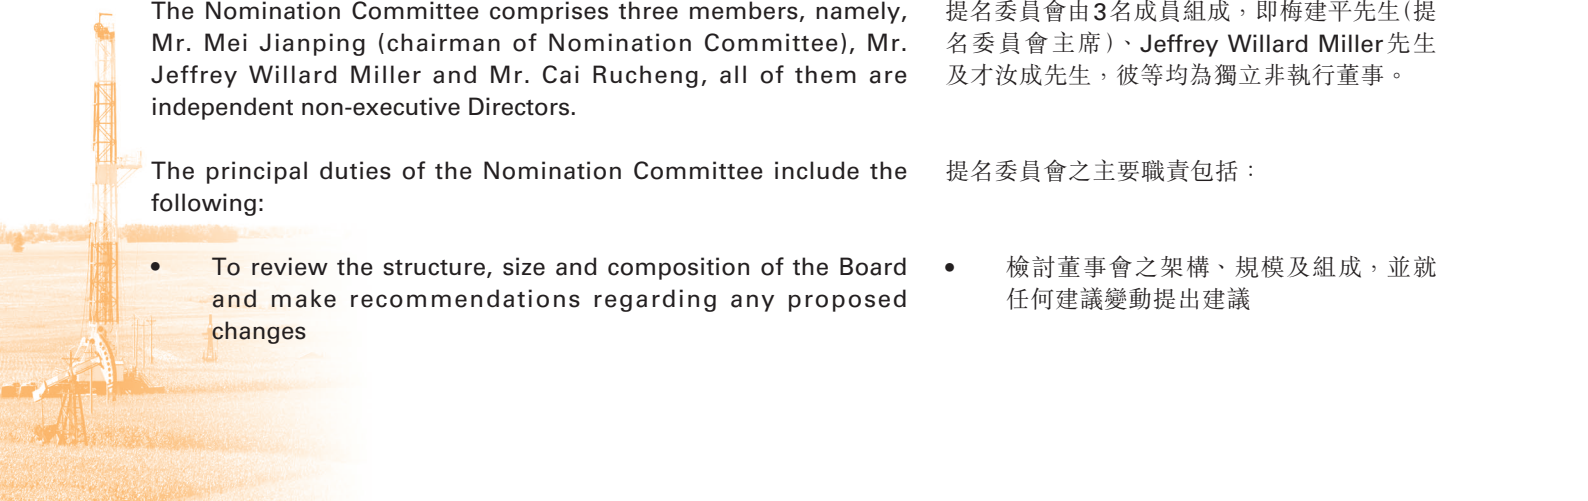 The Nomination Committee comprises three members, namely,
Mr. Mei Jianping (chairman of Nomination Committee), Mr.
Jeffrey Willard Miller and Mr. Cai Rucheng, all of them are
independent non-executive Directors.
The principal duties of the Nomination Committee include the
following:
• To review the structure, size and composition of the Board
and make recommendations regarding any proposed
changes
提名委員會由3名成員組成，即梅建平先生(提
名委員會主席)、Jeffrey Willard Miller先生
及才汝成先生，彼等均為獨立非執行董事。
提名委員會之主要職責包括：
• 檢討董事會之架構、規模及組成，並就
任何建議變動提出建議